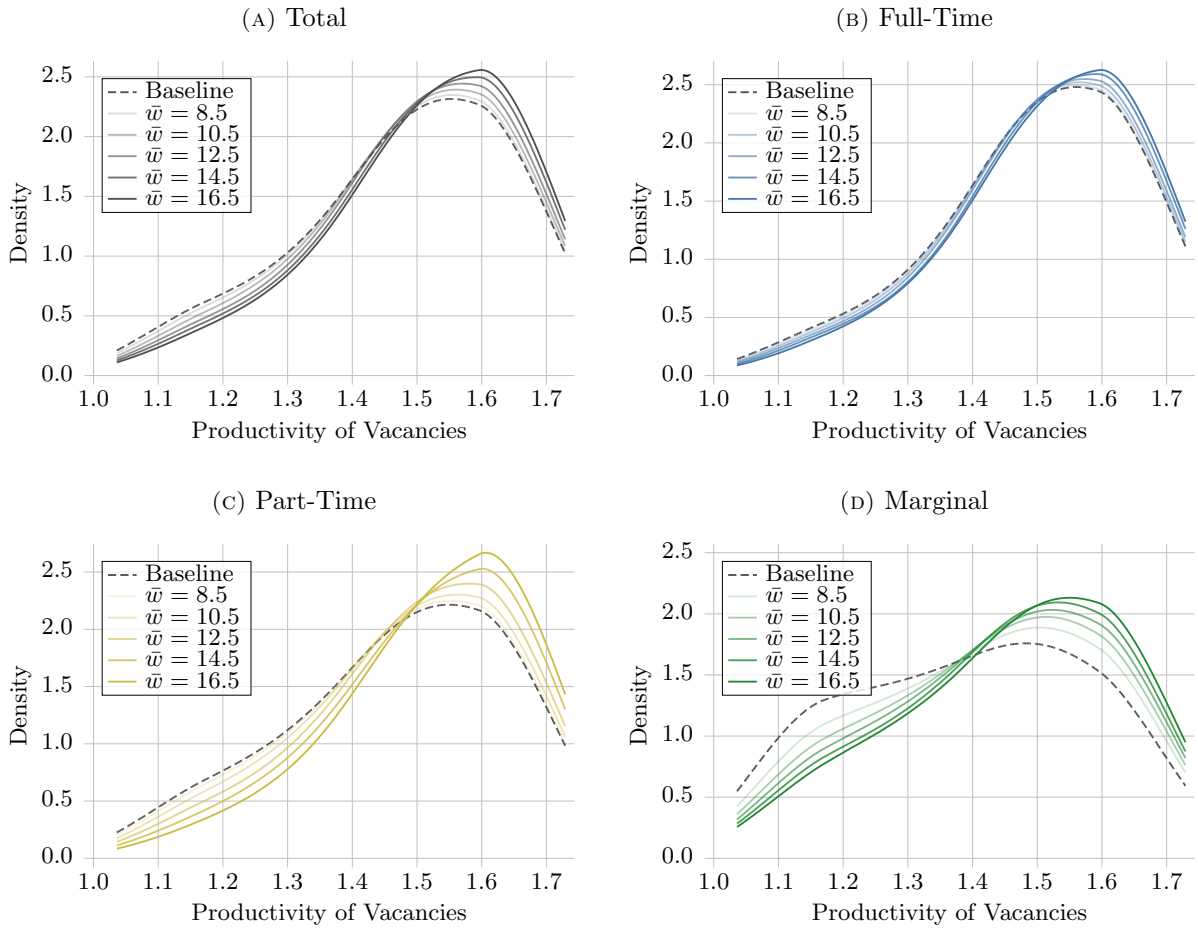 (A) Total
Density
2.5
2.0
1.5
1.0
0.5
0.0
Baseline
w̄ = 8.5
w̄ = 10.5
w̄ = 12.5
w̄ = 14.5
w̄ = 16.5
1.0 1.1 1.2 1.3 1.4 1.5 1.6 1.7
Productivity of Vacancies
(B) Full-Time
Density
2.5
2.0
1.5
1.0
0.5
0.0
Baseline
w̄ = 8.5
w̄ = 10.5
w̄ = 12.5
w̄ = 14.5
w̄ = 16.5
1.0 1.1 1.2 1.3 1.4 1.5 1.6 1.7
Productivity of Vacancies
(C) Part-Time
Density
2.5
2.0
1.5
1.0
0.5
0.0
Baseline
w̄ = 8.5
w̄ = 10.5
w̄ = 12.5
w̄ = 14.5
w̄ = 16.5
1.0 1.1 1.2 1.3 1.4 1.5 1.6 1.7
Productivity of Vacancies
(D) Marginal
Density
2.5
2.0
1.5
1.0
0.5
0.0
Baseline
w̄ = 8.5
w̄ = 10.5
w̄ = 12.5
w̄ = 14.5
w̄ = 16.5
1.0 1.1 1.2 1.3 1.4 1.5 1.6 1.7
Productivity of Vacancies